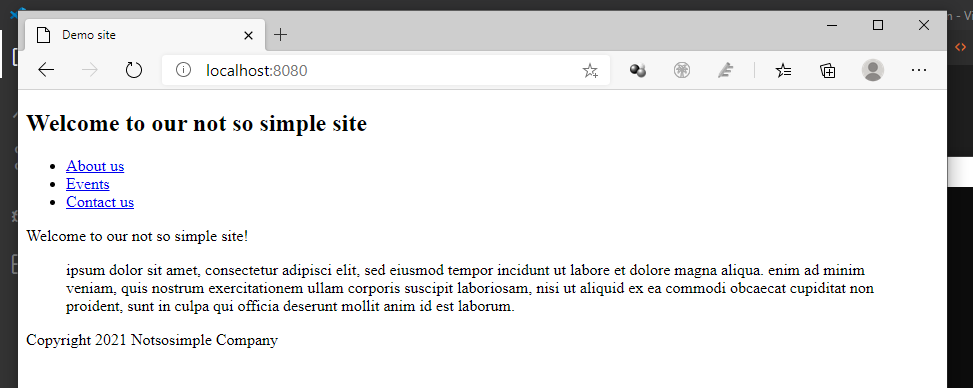 Demo site
localhost:8080
Welcome to our not so simple site
About us
Events
Contact us
Welcome to our not so simple site!
ipsum dolor sit amet, consectetur adipisci elit, sed eiusmod tempor incidunt ut labore et dolore magna aliqua. enim ad minim
veniam, quis nostrum exercitationem ullam corporis suscipit laboriosam, nisi ut aliquid ex ea commodi obcaecat cupiditat non
proident, sunt in culpa qui officia deserunt mollit anim id est laborum.
Copyright 2021 Notsosimple Company